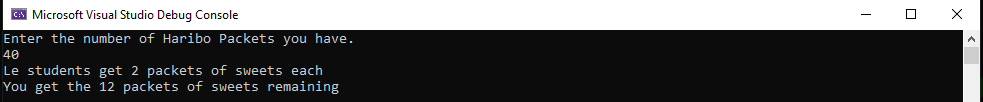 Microsoft Visual Studio Debug Console
Enter the number of Haribo Packets you have.
40
Le students get 2 packets of sweets each
You get the 12 packets of sweets remaining